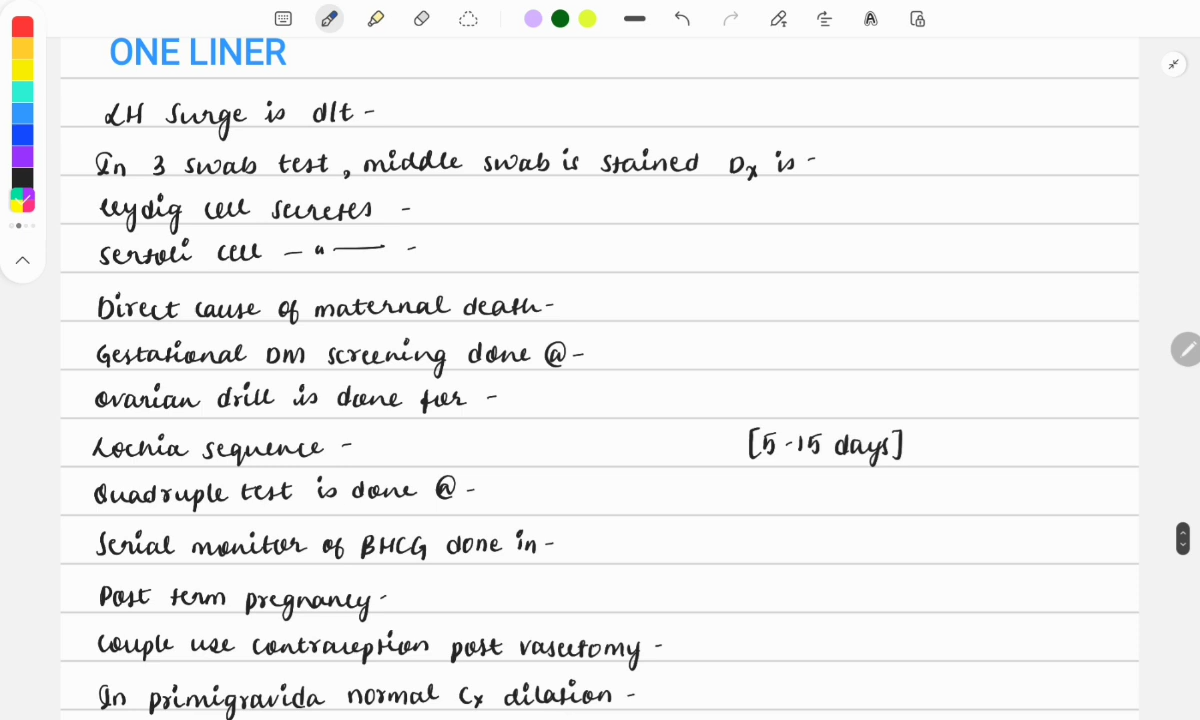 ONE LINER
LH Surge is d/t -
In 3 swab test, middle swab is stained Dx is -
leydig cell secretes -
Sertoli cell — " —— -
Direct cause of maternal death -
Gestational DM screening done @ -
Ovarian drill is done for -
Lochia sequence - [5-15 days]
Quadruple test is done @ -
Serial monitor of BHCG done in -
Post term pregnancy -
Couple use contraception post vasectomy -
In primigravida normal Cx dilation -